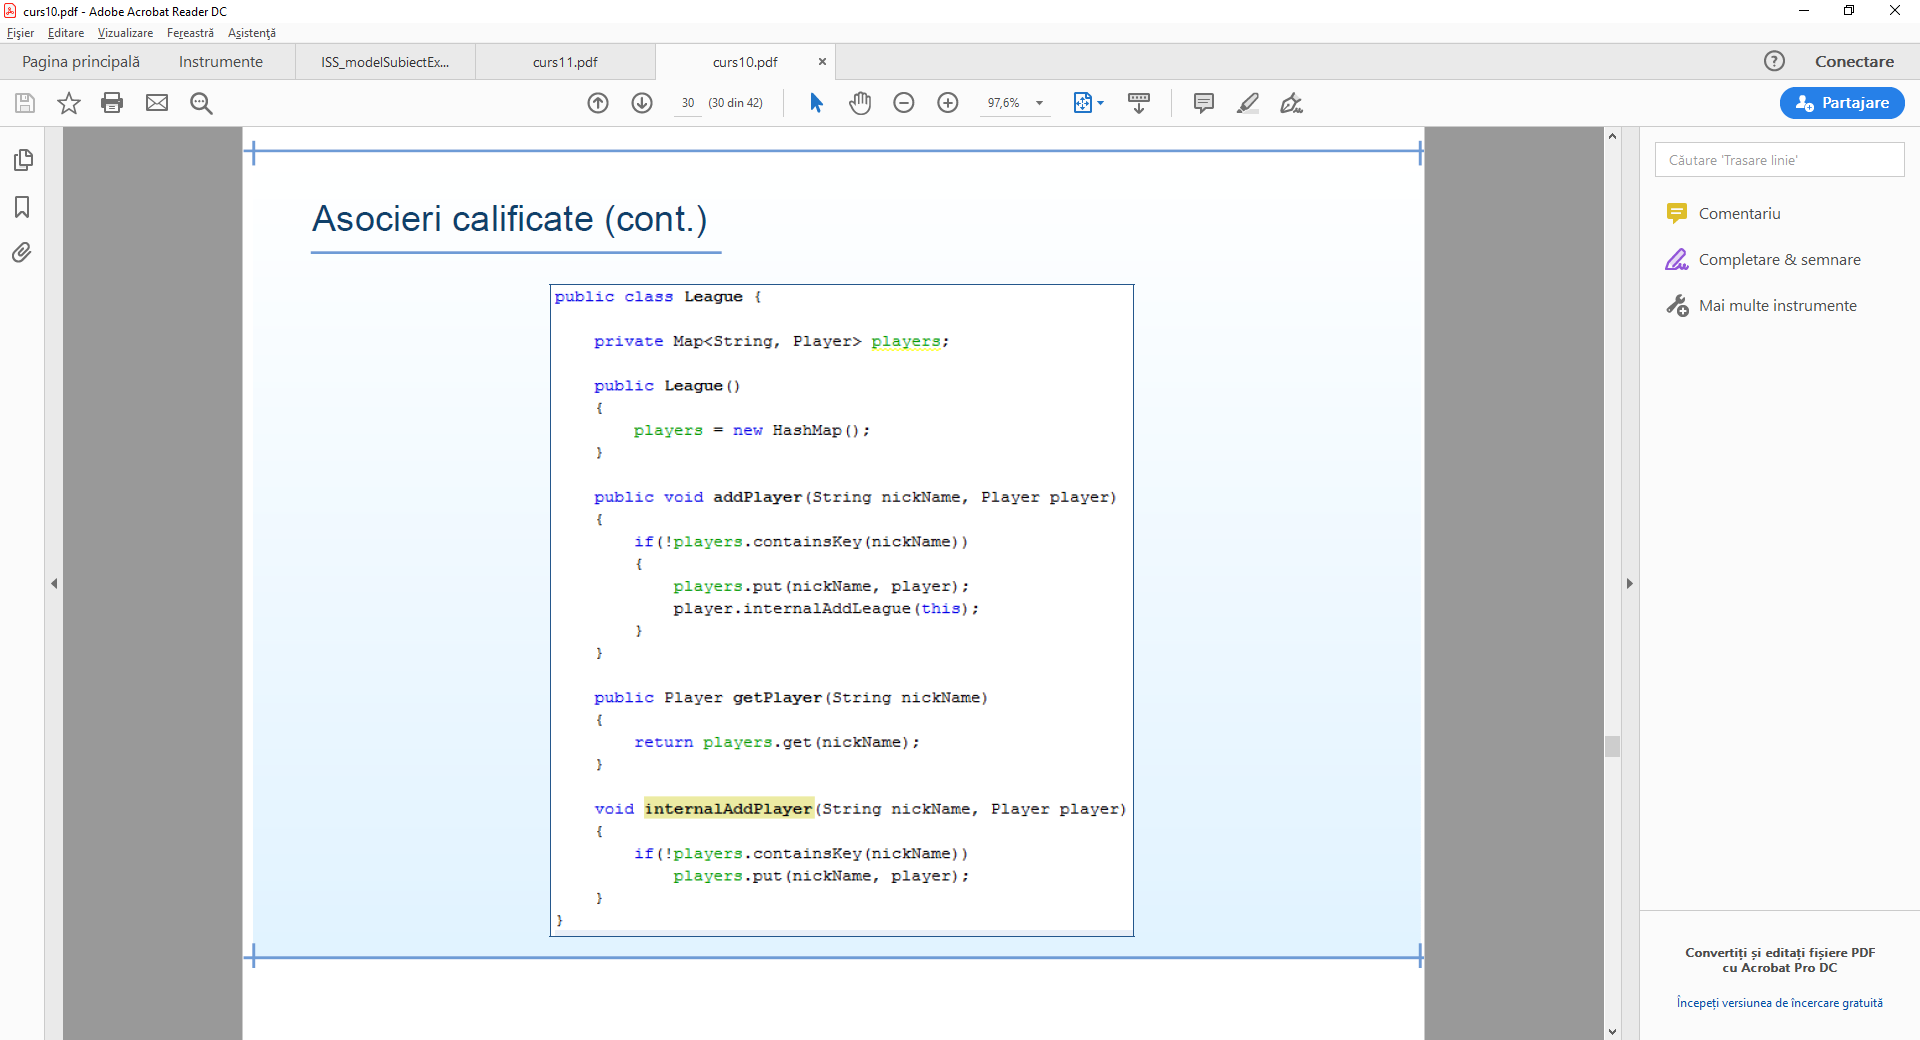 curs10.pdf - Adobe Acrobat Reader DC
Fișier Editare Vizualizare Fereastră Asistență
Pagina principală Instrumente ISS_modelSubiectEx... curs11.pdf curs10.pdf Conectare
30 (30 din 42) 97,6% Partajare
Căutare 'Trasare linie'
Comentariu
Completare & semnare
Mai multe instrumente
Asocieri calificate (cont.)
public class League {
private Map<String, Player> players;
public League()
{
players = new HashMap();
}
public void addPlayer(String nickName, Player player)
{
if(!players.containsKey(nickName))
{
players.put(nickName, player);
player.internalAddLeague(this);
}
}
public Player getPlayer(String nickName)
{
return players.get(nickName);
}
void internalAddPlayer(String nickName, Player player)
{
if(!players.containsKey(nickName))
players.put(nickName, player);
}
}
Convertiți și editați fișiere PDF
cu Acrobat Pro DC
Începeți versiunea de încercare gratuită